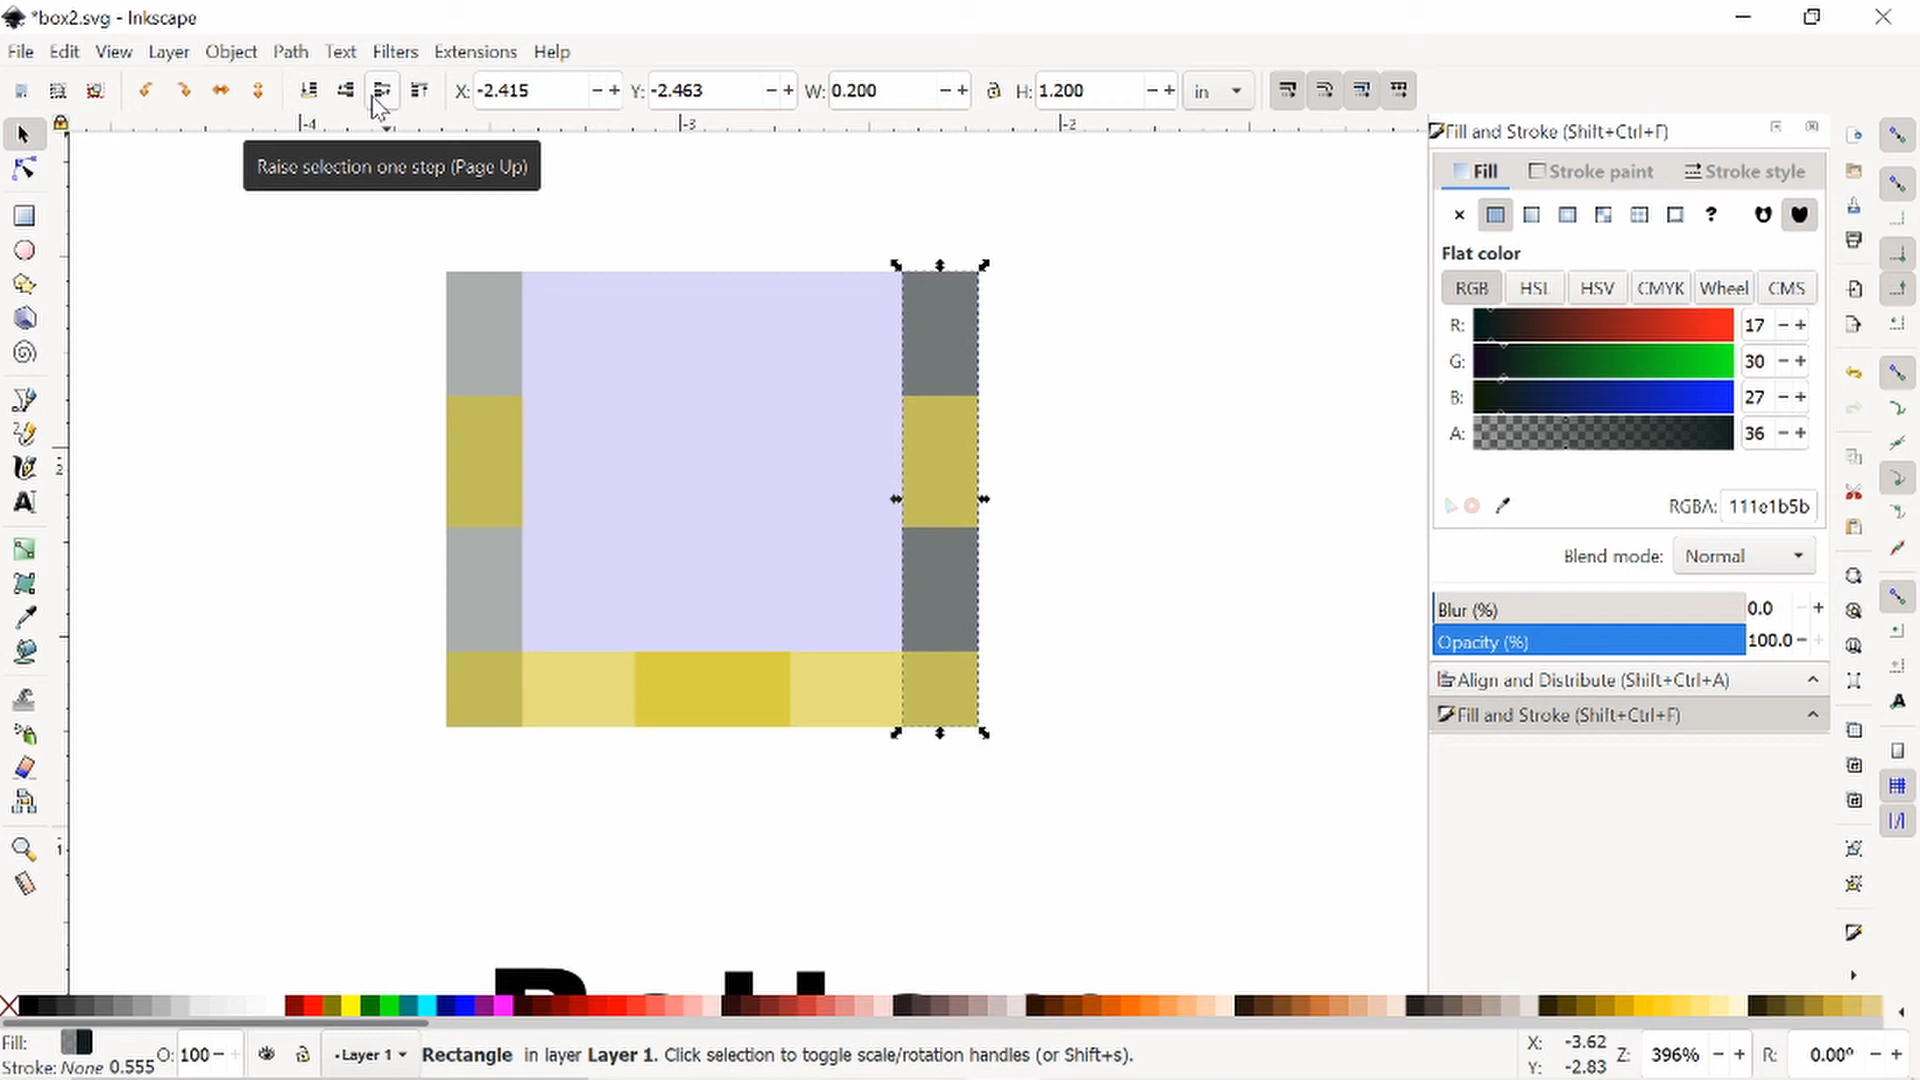 *box2.svg - Inkscape
File Edit View Layer Object Path Text Filters Extensions Help
X: -2.415 Y: -2.463 W: 0.200 H: 1.200 in
-4 -3 -2
Fill and Stroke (Shift+Ctrl+F)
Raise selection one step (Page Up)
Fill Stroke paint Stroke style
Flat color
RGB HSL HSV CMYK Wheel CMS
R: 17
G: 30
B: 27
A: 36
2
RGBA: 111e1b5b
Blend mode: Normal
Blur (%) 0.0
Opacity (%) 100.0
Align and Distribute (Shift+Ctrl+A)
Fill and Stroke (Shift+Ctrl+F)
1
Fill:
Stroke: None 0.555 O: 100 Layer 1 Rectangle in layer Layer 1. Click selection to toggle scale/rotation handles (or Shift+s).
X: -3.62
Y: -2.83
Z: 396% R: 0.00°